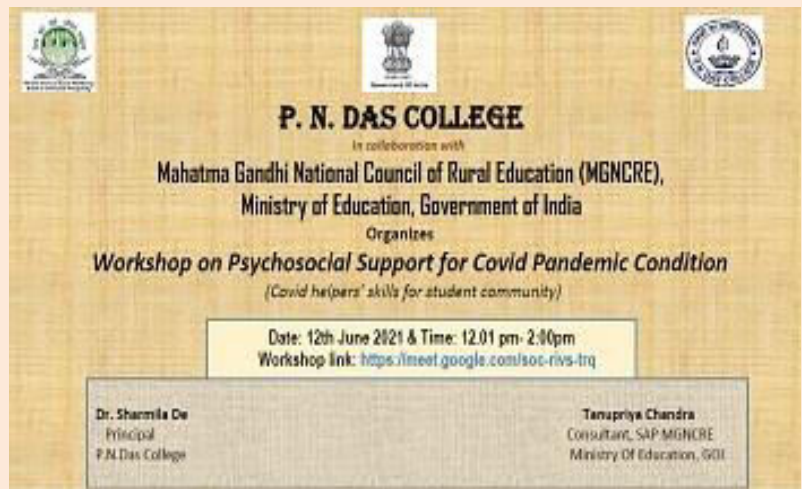 Government Of India
P. N. DAS COLLEGE
In collaboration with
Mahatma Gandhi National Council of Rural Education (MGNCRE),
Ministry of Education, Government of India
Organizes
Workshop on Psychosocial Support for Covid Pandemic Condition
(Covid helpers' skills for student community)
Date: 12th June 2021 & Time: 12.01 pm- 2:00pm
Workshop link: https://meet.google.com/soc-rivs-trq
Dr. Sharmila De
Principal
P.N.Das College
Tanupriya Chandra
Consultant, SAP MGNCRE
Ministry Of Education, GOI